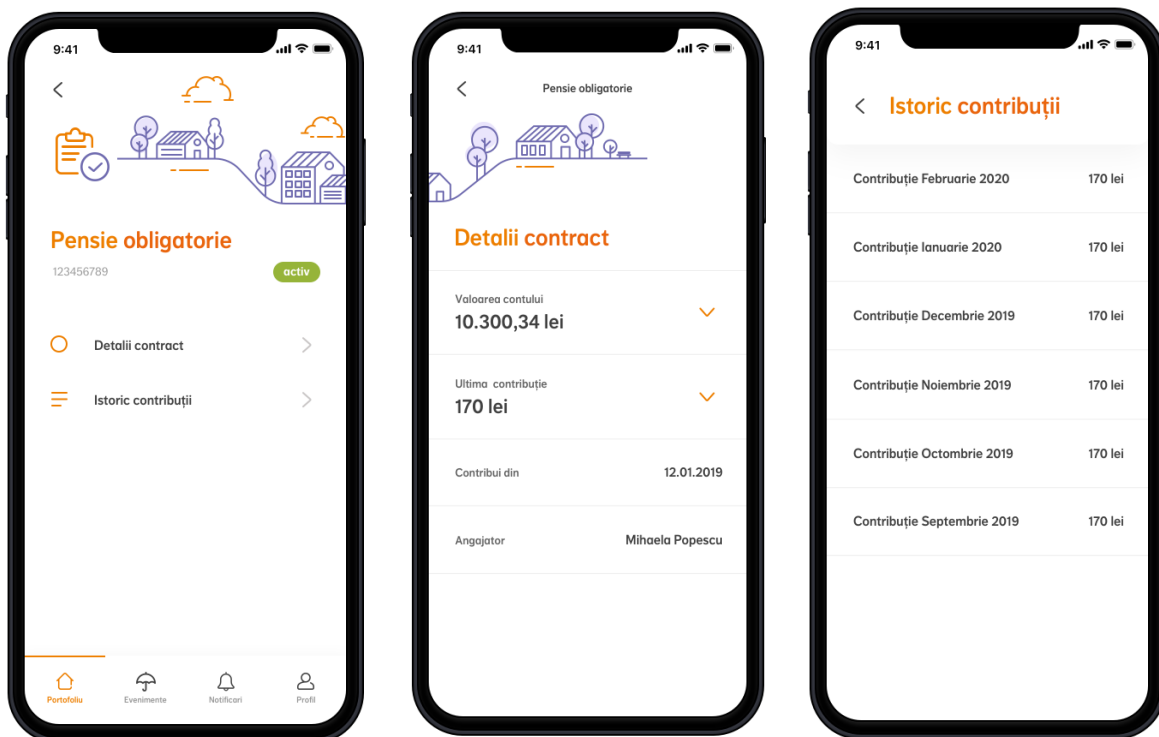 9:41
Pensie obligatorie
123456789
activ
Detalii contract
Istoric contribuții
Portofoliu
Evenimente
Notificari
Profil
9:41
Pensie obligatorie
Detalii contract
Valoarea contului
10.300,34 lei
Ultima contribuție
170 lei
Contribui din 12.01.2019
Angajator Mihaela Popescu
9:41
Istoric contribuții
Contribuție Februarie 2020 170 lei
Contribuție Ianuarie 2020 170 lei
Contribuție Decembrie 2019 170 lei
Contribuție Noiembrie 2019 170 lei
Contribuție Octombrie 2019 170 lei
Contribuție Septembrie 2019 170 lei